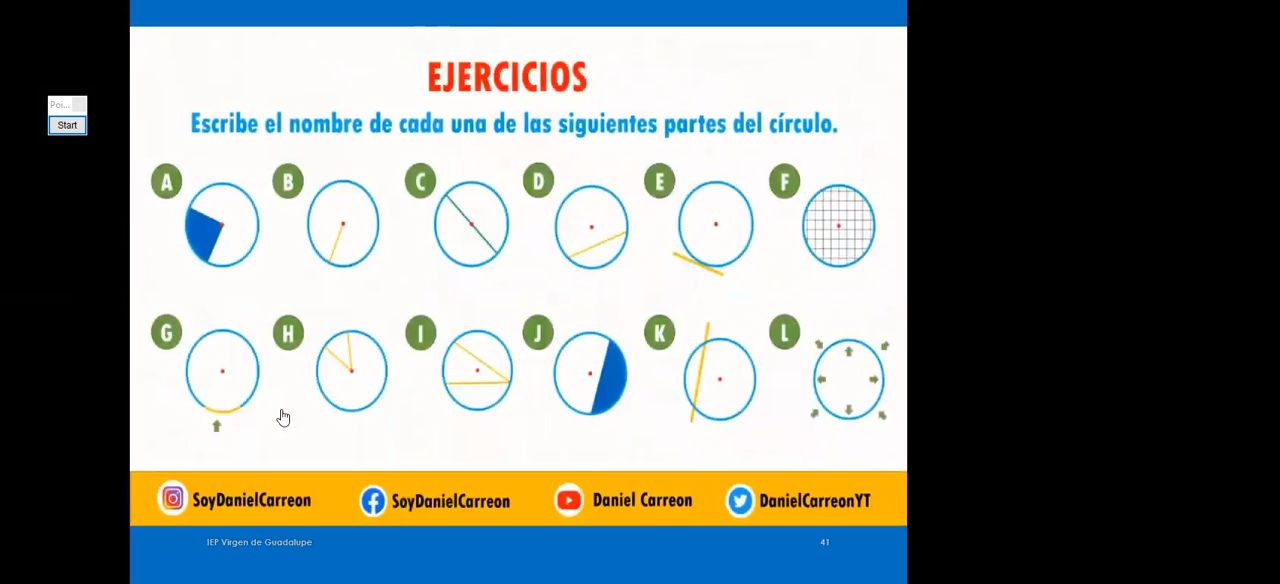 EJERCICIOS
Poi...
Start
Escribe el nombre de cada una de las siguientes partes del círculo.
A B C D E F
G H I J K L
SoyDanielCarreon SoyDanielCarreon Daniel Carreon DanielCarreonYT
IEP Virgen de Guadalupe 41